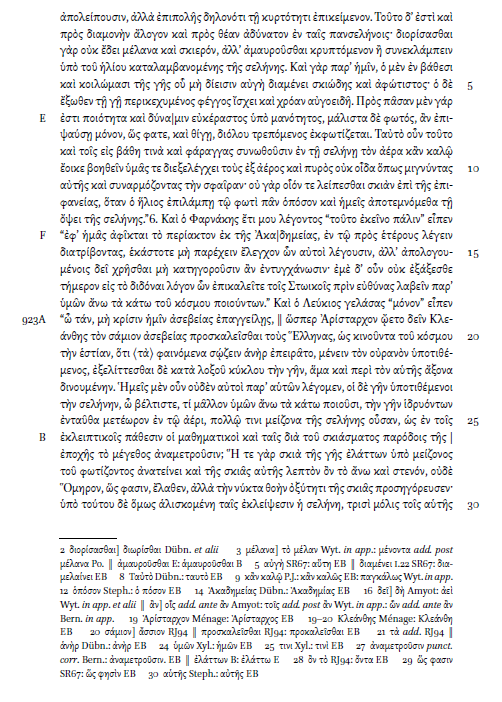 ἀπολείπουσιν, ἀλλὰ ἐπιπολῆς δηλονότι τῇ κυρτότητι ἐπικείμενον. Τοῦτο δ᾽ ἐστὶ καὶ
πρὸς διαμονὴν ἄλογον καὶ πρὸς θέαν ἀδύνατον ἐν ταῖς πανσελήνοις· διορίσασθαι
γὰρ οὐκ ἔδει μέλανα καὶ σκιερόν, ἀλλ᾽ ἀμαυροῦσθαι κρυπτόμενον ἢ συνεκλάμπειν
ὑπὸ τοῦ ἡλίου καταλαμβανομένης τῆς σελήνης. Καὶ γὰρ παρ᾽ ἡμῖν, ὁ μὲν ἐν βάθεσι
καὶ κοιλώμασι τῆς γῆς οὗ μὴ δίεισιν αὐγὴ διαμένει σκιώδης καὶ ἀφώτιστος· ὁ δὲ 5
ἔξωθεν τῇ γῇ περικεχυμένος φέγγος ἴσχει καὶ χρόαν αὐγοειδῆ. Πρὸς πᾶσαν μὲν γάρ
E ἐστι ποιότητα καὶ δύνα|μιν εὐκέραστος ὑπὸ μανότητος, μάλιστα δὲ φωτός, ἂν ἐπι-
ψαύσῃ μόνον, ὥς φατε, καὶ θίγῃ, διόλου τρεπόμενος ἐκφωτίζεται. Ταὐτὸ οὖν τοῦτο
καὶ τοῖς εἰς βάθη τινὰ καὶ φάραγγας συνωθοῦσιν ἐν τῇ σελήνῃ τὸν ἀέρα κἂν καλῷ
ἔοικε βοηθεῖν ὑμᾶς τε διεξελέγχει τοὺς ἐξ ἀέρος καὶ πυρὸς οὐκ οἶδα ὅπως μιγνύντας 10
αὐτῆς καὶ συναρμόζοντας τὴν σφαῖραν· οὐ γὰρ οἷόν τε λείπεσθαι σκιὰν ἐπὶ τῆς ἐπι-
φανείας, ὅταν ὁ ἥλιος ἐπιλάμπῃ τῷ φωτὶ πᾶν ὁπόσον καὶ ἡμεῖς ἀποτεμνόμεθα τῇ
ὄψει τῆς σελήνης.”6. Καὶ ὁ Φαρνάκης ἔτι μου λέγοντος “τοῦτο ἐκεῖνο πάλιν” εἶπεν
F “ἐφ᾽ ἡμᾶς ἀφῖκται τὸ περίακτον ἐκ τῆς Ἀκα|δημείας, ἐν τῷ πρὸς ἑτέρους λέγειν
διατρίβοντας, ἑκάστοτε μὴ παρέχειν ἔλεγχον ὧν αὐτοὶ λέγουσιν, ἀλλ᾽ ἀπολογου- 15
μένοις δεῖ χρῆσθαι μὴ κατηγοροῦσιν ἂν ἐντυγχάνωσιν· ἐμὲ δ᾽ οὖν οὐκ ἐξάξεσθε
τήμερον εἰς τὸ διδόναι λόγον ὧν ἐπικαλεῖτε τοῖς Στωικοῖς πρὶν εὐθύνας λαβεῖν παρ᾽
ὑμῶν ἄνω τὰ κάτω τοῦ κόσμου ποιούντων.” Καὶ ὁ Λεύκιος γελάσας “μόνον” εἶπεν
923A “ὦ τάν, μὴ κρίσιν ἡμῖν ἀσεβείας ἐπαγγείλῃς, ‖ ὥσπερ Ἀρίσταρχον ᾤετο δεῖν Κλε-
άνθης τὸν σάμιον ἀσεβείας προσκαλεῖσθαι τοὺς Ἕλληνας, ὡς κινοῦντα τοῦ κόσμου 20
τὴν ἑστίαν, ὅτι ⟨τὰ⟩ φαινόμενα σῴζειν ἁνὴρ ἐπειρᾶτο, μένειν τὸν οὐρανὸν ὑποτιθέ-
μενος, ἐξελίττεσθαι δὲ κατὰ λοξοῦ κύκλου τὴν γῆν, ἅμα καὶ περὶ τὸν αὑτῆς ἄξονα
δινουμένην. Ἡμεῖς μὲν οὖν οὐδὲν αὐτοὶ παρ᾽ αὑτῶν λέγομεν, οἱ δὲ γῆν ὑποτιθέμενοι
τὴν σελήνην, ὦ βέλτιστε, τί μᾶλλον ὑμῶν ἄνω τὰ κάτω ποιοῦσι, τὴν γῆν ἱδρυόντων
ἐνταῦθα μετέωρον ἐν τῷ ἀέρι, πολλῷ τινι μείζονα τῆς σελήνης οὖσαν, ὡς ἐν τοῖς 25
B ἐκλειπτικοῖς πάθεσιν οἱ μαθηματικοὶ καὶ ταῖς διὰ τοῦ σκιάσματος παρόδοις τῆς |
ἐποχῆς τὸ μέγεθος ἀναμετροῦσιν; Ἥ τε γὰρ σκιὰ τῆς γῆς ἐλάττων ὑπὸ μείζονος
τοῦ φωτίζοντος ἀνατείνει καὶ τῆς σκιᾶς αὐτῆς λεπτὸν ὂν τὸ ἄνω καὶ στενόν, οὐδὲ
Ὅμηρον, ὥς φασιν, ἔλαθεν, ἀλλὰ τὴν νύκτα θοὴν ὀξύτητι τῆς σκιᾶς προσηγόρευσεν·
ὑπὸ τούτου δὲ ὅμως ἁλισκομένη ταῖς ἐκλείψεσιν ἡ σελήνη, τρισὶ μόλις τοῖς αὑτῆς 30
2 διορίσασθαι] διωρίσθαι Dübn. et alii 3 μέλανα] τὸ μέλαν Wyt. in app.: μένοντα add. post
μέλανα Po. ‖ ἀμαυροῦσθαι E: ἀμαυροῦσθαι B 5 αὐγὴ SR67: αὕτη EB ‖ διαμένει I.22 SR67: δια-
μελαίνει EB 8 Ταὐτὸ Dübn.: ταυτὸ EB 9 κἂν καλῷ P.J.: κἂν καλῶς EB: παγκάλως Wyt. in app.
12 ὁπόσον Steph.: ὁ πόσον EB 14 Ἀκαδημείας Dübn.: Ἀκαδημίας EB 16 δεῖ] δὴ Amyot: ἀεὶ
Wyt. in app. et alii ‖ ἂν] οἷς add. ante ἂν Amyot: τοῖς add. post ἂν Wyt. in app.: ὧν add. ante ἂν
Bern. in app. 19 Ἀρίσταρχον Ménage: Ἀρίσταρχος EB 19–20 Κλεάνθης Ménage: Κλεάνθη
EB 20 σάμιον] ἄσσιον RJ94 ‖ προσκαλεῖσθαι RJ94: προκαλεῖσθαι EB 21 τὰ add. RJ94 ‖
ἁνὴρ Dübn.: ἀνὴρ EB 24 ὑμῶν Xyl.: ἡμῶν EB 25 τινι Xyl.: τινὶ EB 27 ἀναμετροῦσιν punct.
corr. Bern.: ἀναμετροῦσιν. EB ‖ ἐλάττων B: ἐλάττω E 28 ὂν τὸ RJ94: ὄντα EB 29 ὥς φασιν
SR67: ὥς φησὶν EB 30 αὑτῆς Steph.: αὐτῆς EB